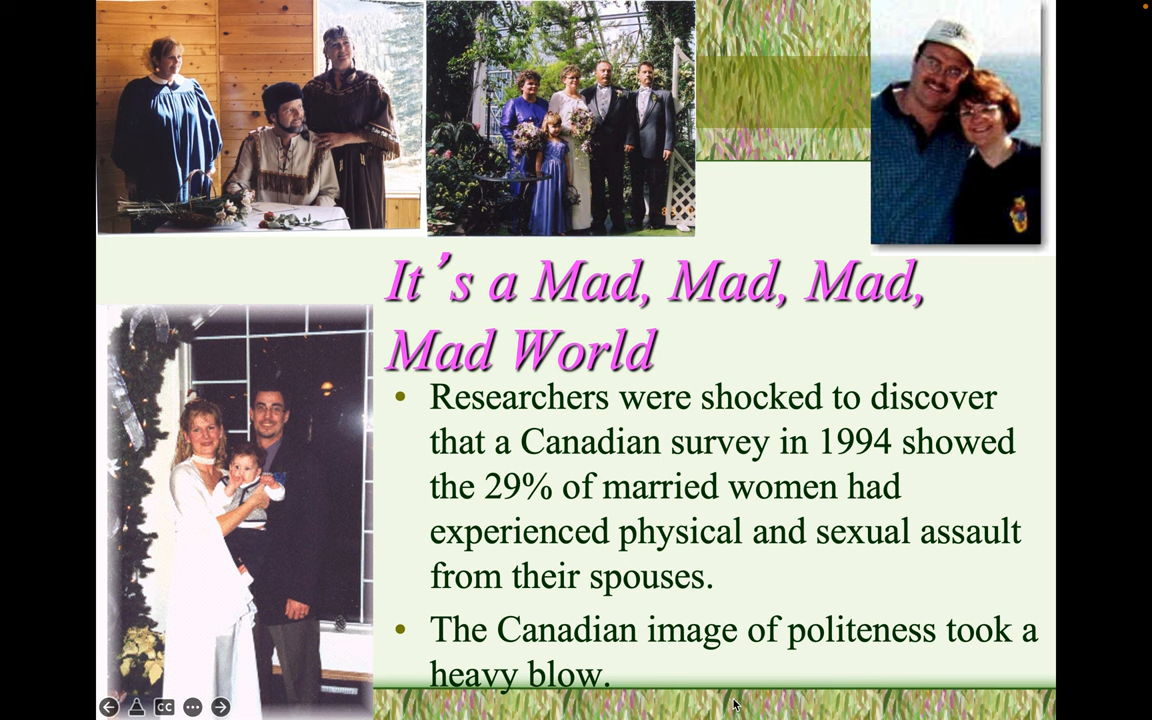 It’s a Mad, Mad, Mad,
Mad World
• Researchers were shocked to discover
that a Canadian survey in 1994 showed
the 29% of married women had
experienced physical and sexual assault
from their spouses.
• The Canadian image of politeness took a
heavy blow.
CC